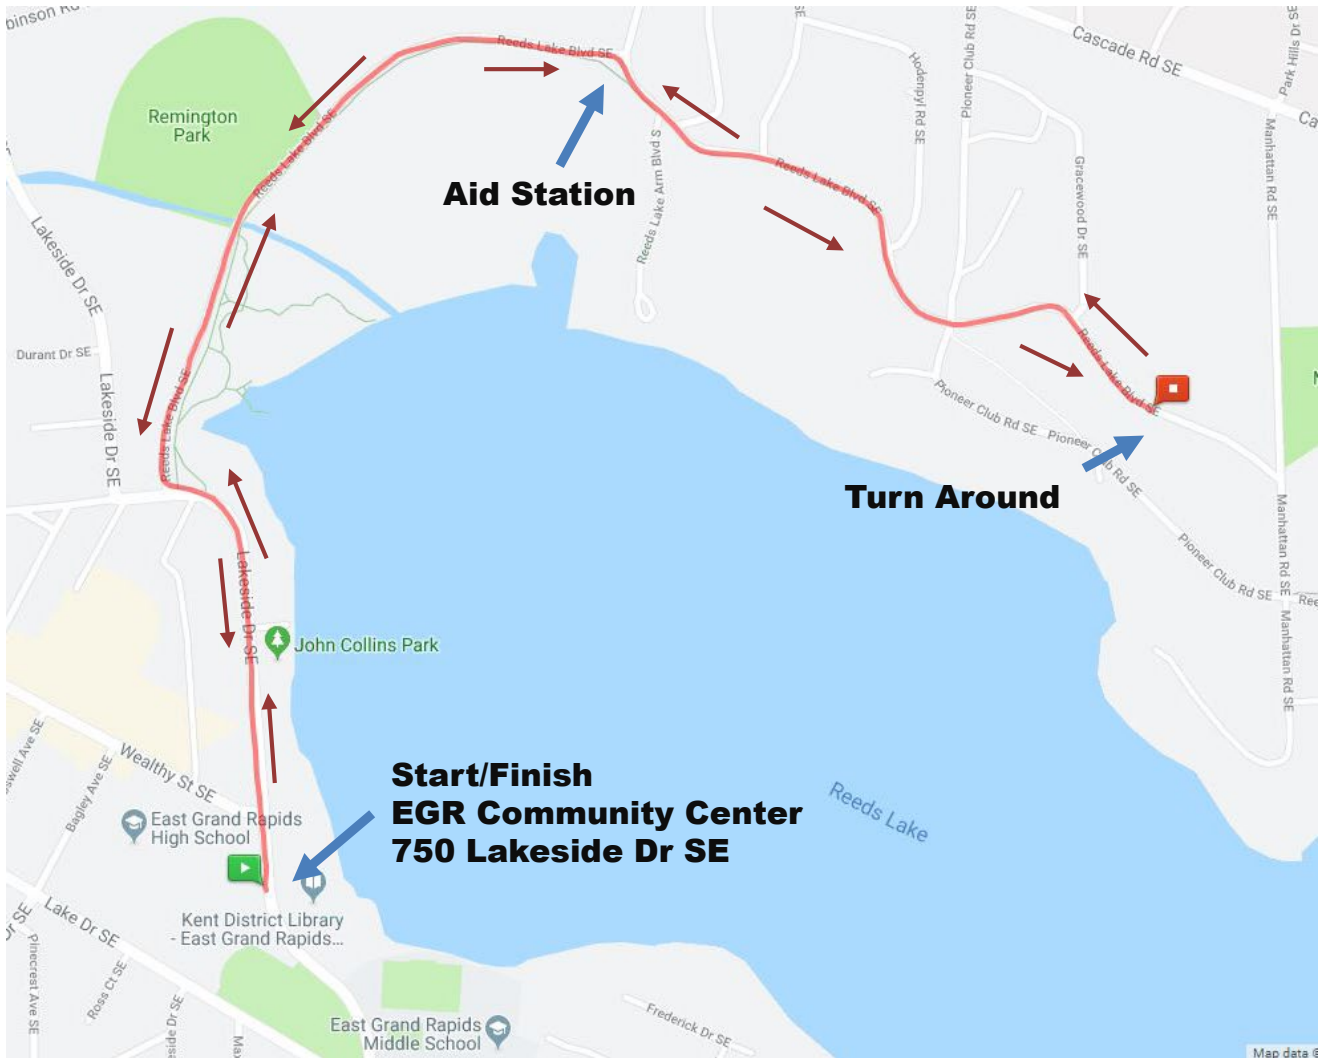 binson Rd
Reeds Lake Blvd SE
Cascade Rd SE
Park Hills Dr SE
Remington
Park
Hodenpyl Rd SE
Pioneer Club Rd SE
Manhattan Rd SE
Reeds Lake Blvd SE
Reeds Lake Arm Blvd S
Reeds Lake Blvd SE
Gracewood Dr SE
Aid Station
Lakeside Dr SE
Durant Dr SE
Lakeside Dr SE
Reeds Lake Blvd SE
Reeds Lake Blvd SE
Pioneer Club Rd SE
Pioneer Club Rd SE
Turn Around
Manhattan Rd SE
Pioneer Club Rd SE
Ree
Lakeside Dr SE
John Collins Park
Manhattan Rd SE
Wealthy St SE
Bagley Ave SE
Start/Finish
EGR Community Center
750 Lakeside Dr SE
Reeds Lake
East Grand Rapids
High School
Lake Dr SE
Kent District Library
- East Grand Rapids...
Pinecrest Ave SE
Ross Ct SE
East Grand Rapids
Middle School
Frederick Dr SE
Map data ©